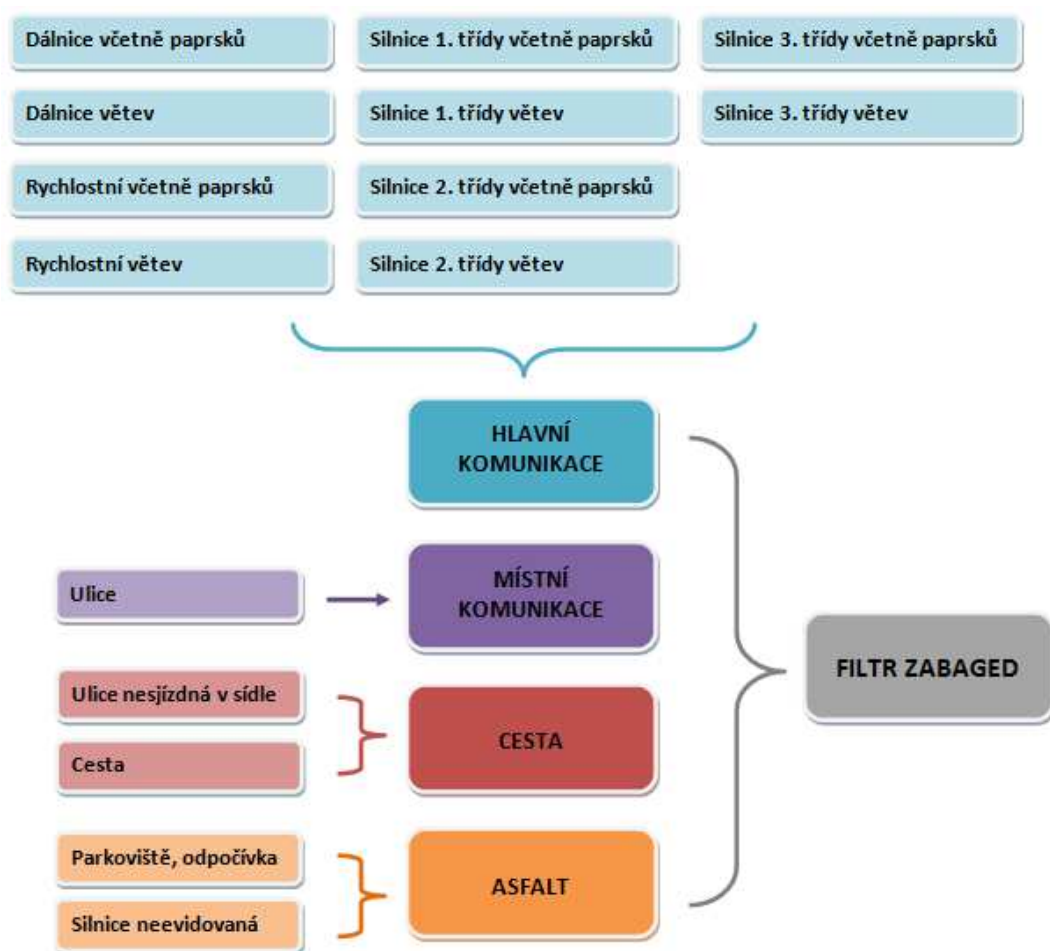 Dálnice včetně paprsků
Silnice 1. třídy včetně paprsků
Silnice 3. třídy včetně paprsků
Dálnice větev
Silnice 1. třídy větev
Silnice 3. třídy větev
Rychlostní včetně paprsků
Silnice 2. třídy včetně paprsků
Rychlostní větev
Silnice 2. třídy větev
HLAVNÍ
KOMUNIKACE
Ulice
MÍSTNÍ
KOMUNIKACE
Ulice nesjízdná v sídle
Cesta
CESTA
Parkoviště, odpočívka
Silnice neevidovaná
ASFALT
FILTR ZABAGED